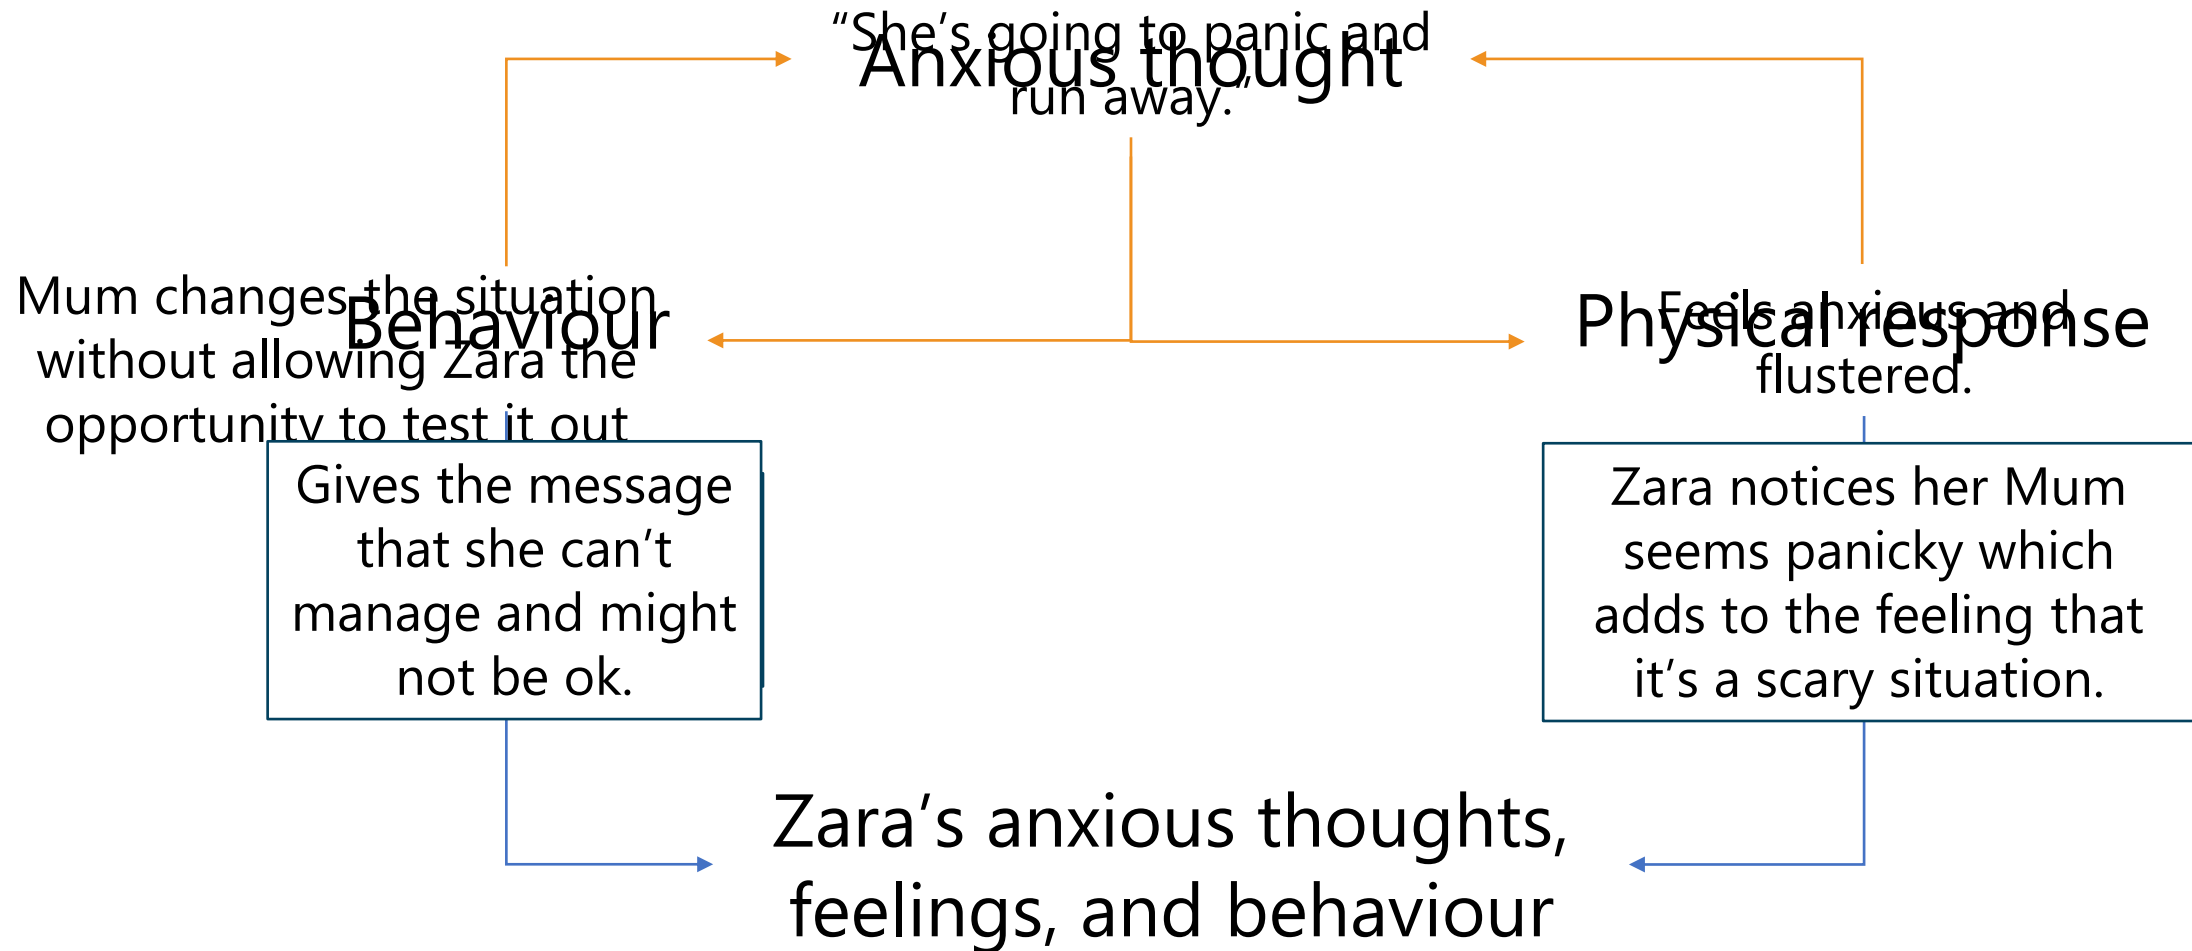 “She’s going to panic and
run away.”
Anxious thought
Mum changes the situation
without allowing Zara the
opportunity to test it out
Behaviour
Physical response
Feels anxious and
flustered.
Gives the message
that she can’t
manage and might
not be ok.
Zara notices her Mum
seems panicky which
adds to the feeling that
it’s a scary situation.
Zara’s anxious thoughts,
feelings, and behaviour